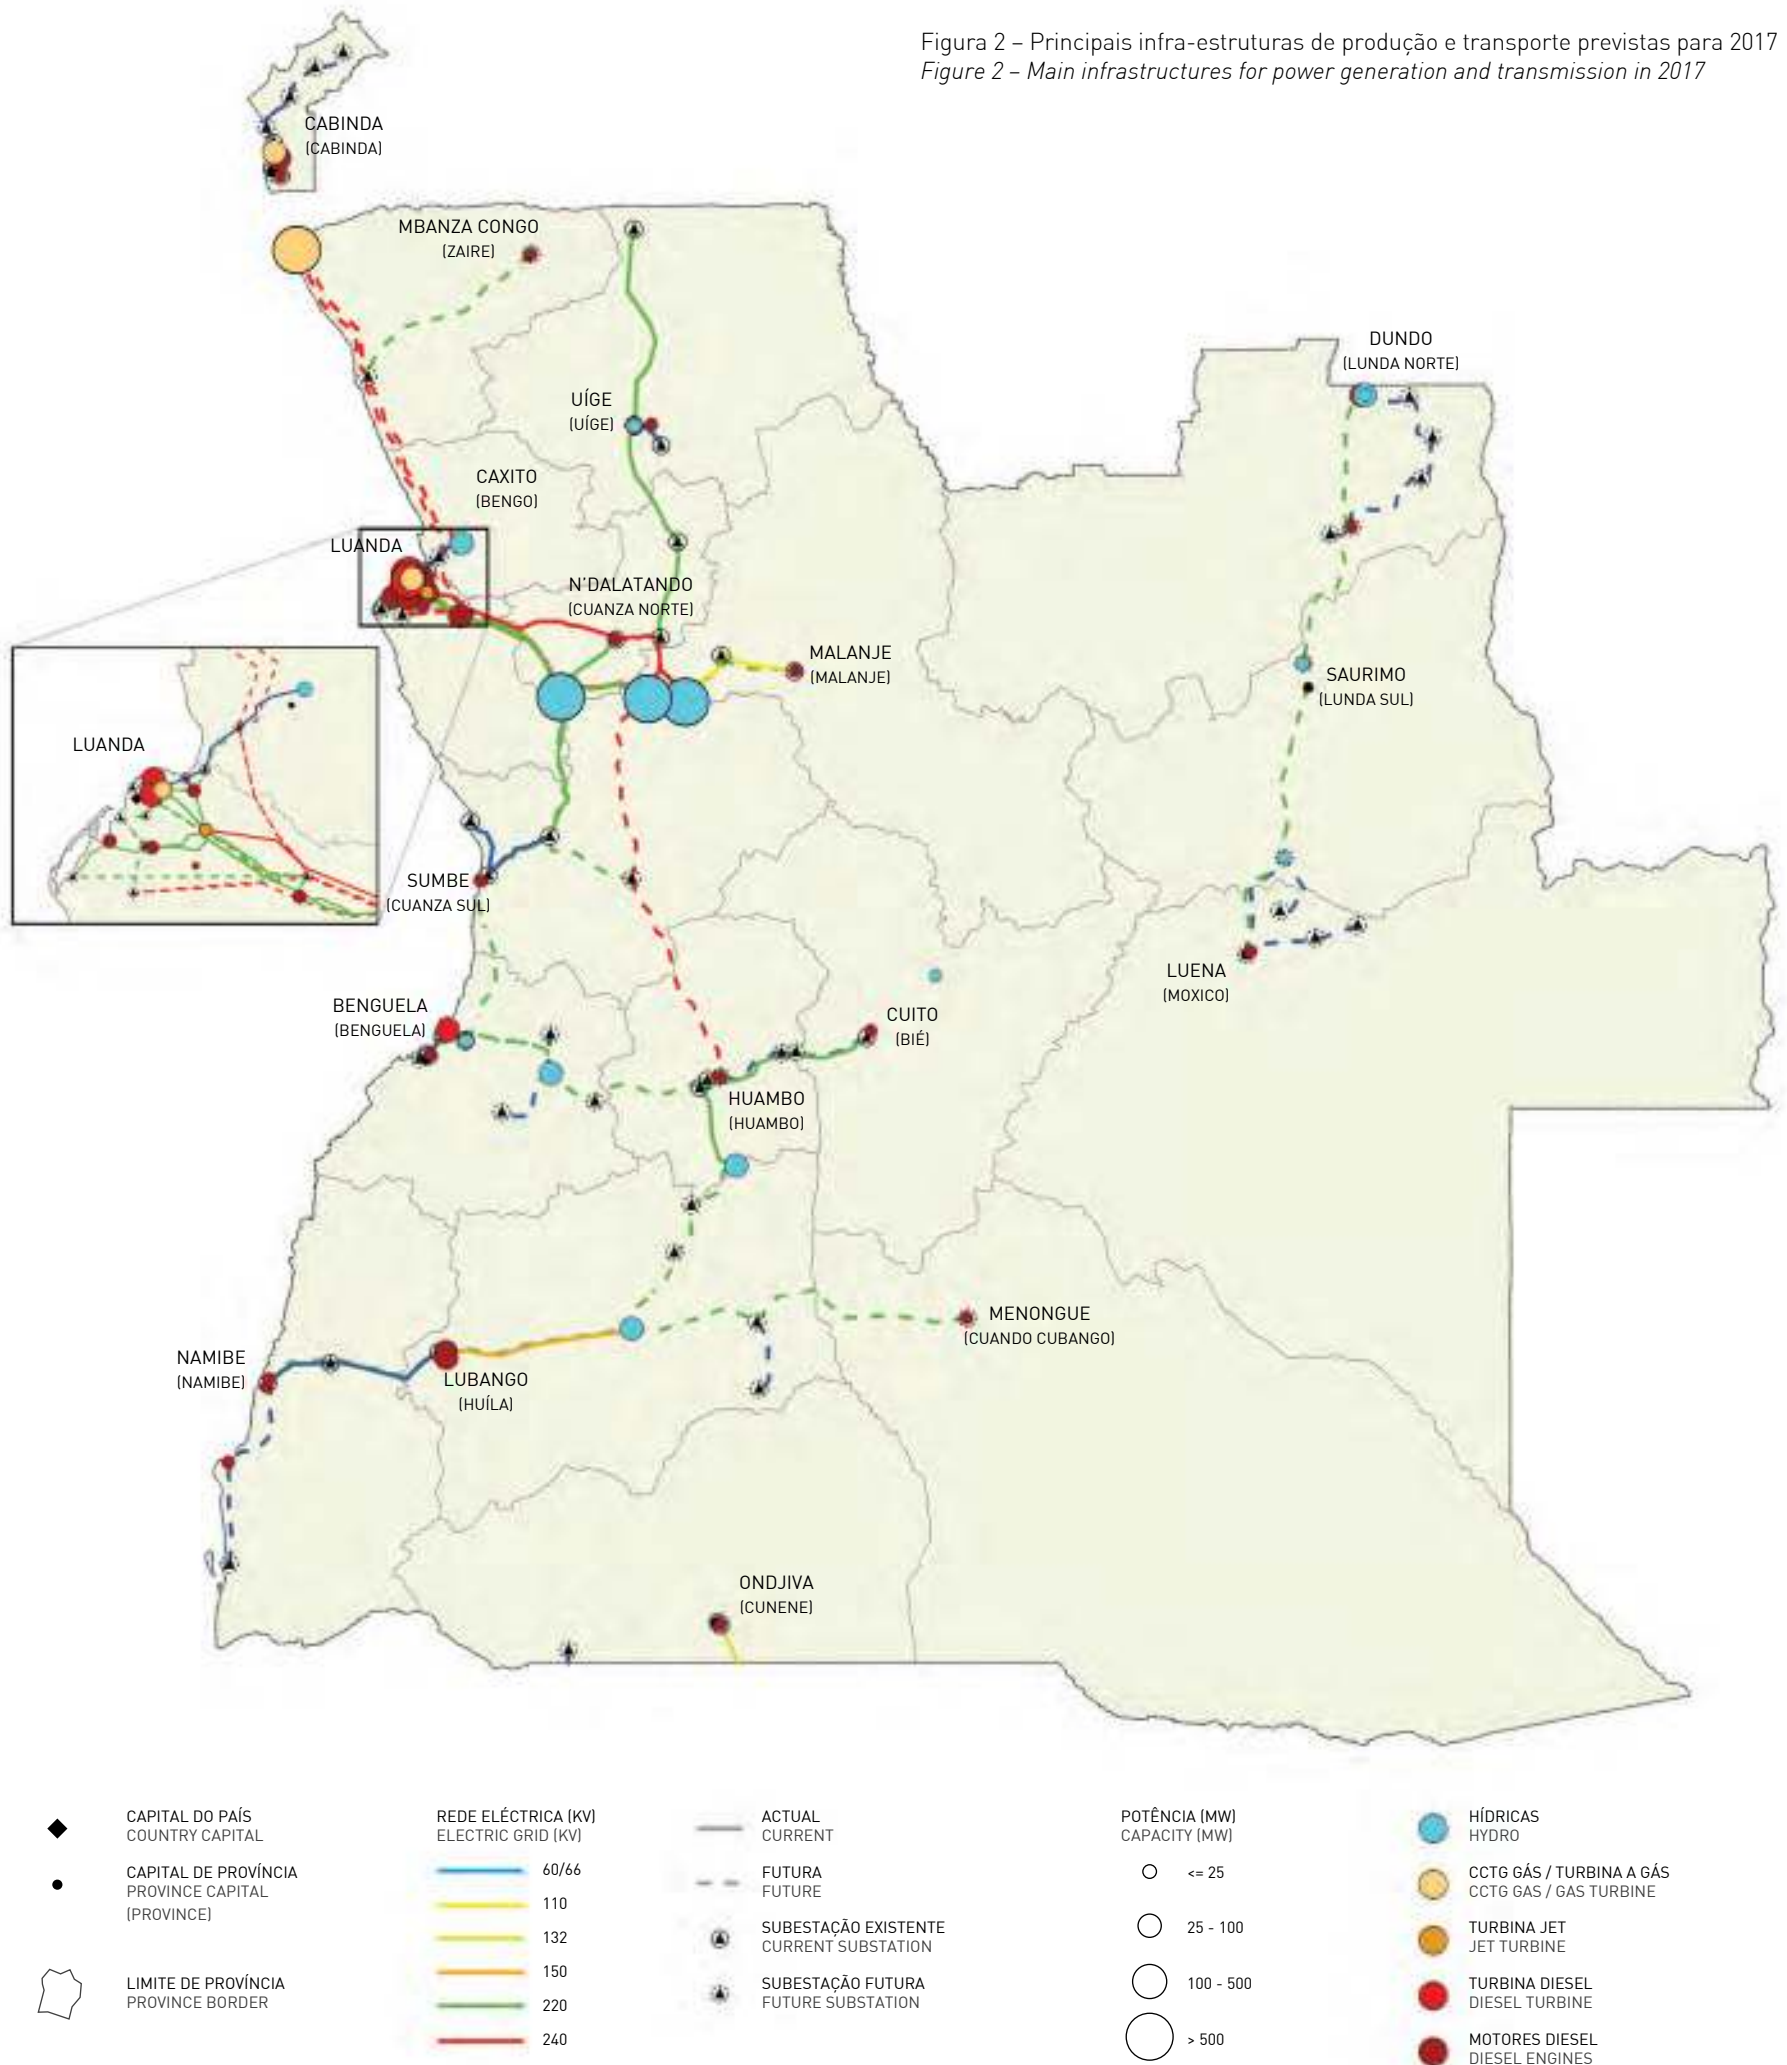 Figura 2 – Principais infra-estruturas de produção e transporte previstas para 2017
Figure 2 – Main infrastructures for power generation and transmission in 2017
CABINDA
(CABINDA)
MBANZA CONGO
(ZAIRE)
DUNDO
(LUNDA NORTE)
UÍGE
(UÍGE)
CAXITO
(BENGO)
LUANDA
N'DALATANDO
(CUANZA NORTE)
MALANJE
(MALANJE)
SAURIMO
(LUNDA SUL)
LUANDA
SUMBE
(CUANZA SUL)
LUENA
(MOXICO)
BENGUELA
(BENGUELA)
CUITO
(BIÉ)
HUAMBO
(HUAMBO)
MENONGUE
(CUANDO CUBANGO)
NAMIBE
(NAMIBE)
LUBANGO
(HUÍLA)
ONDJIVA
(CUNENE)
CAPITAL DO PAÍS
COUNTRY CAPITAL
CAPITAL DE PROVÍNCIA
PROVINCE CAPITAL
(PROVINCE)
LIMITE DE PROVÍNCIA
PROVINCE BORDER
REDE ELÉCTRICA (KV)
ELECTRIC GRID (KV)
60/66
110
132
150
220
240
ACTUAL
CURRENT
FUTURA
FUTURE
SUBESTAÇÃO EXISTENTE
CURRENT SUBSTATION
SUBESTAÇÃO FUTURA
FUTURE SUBSTATION
POTÊNCIA (MW)
CAPACITY (MW)
<= 25
25 - 100
100 - 500
> 500
HÍDRICAS
HYDRO
CCTG GÁS / TURBINA A GÁS
CCTG GAS / GAS TURBINE
TURBINA JET
JET TURBINE
TURBINA DIESEL
DIESEL TURBINE
MOTORES DIESEL
DIESEL ENGINES